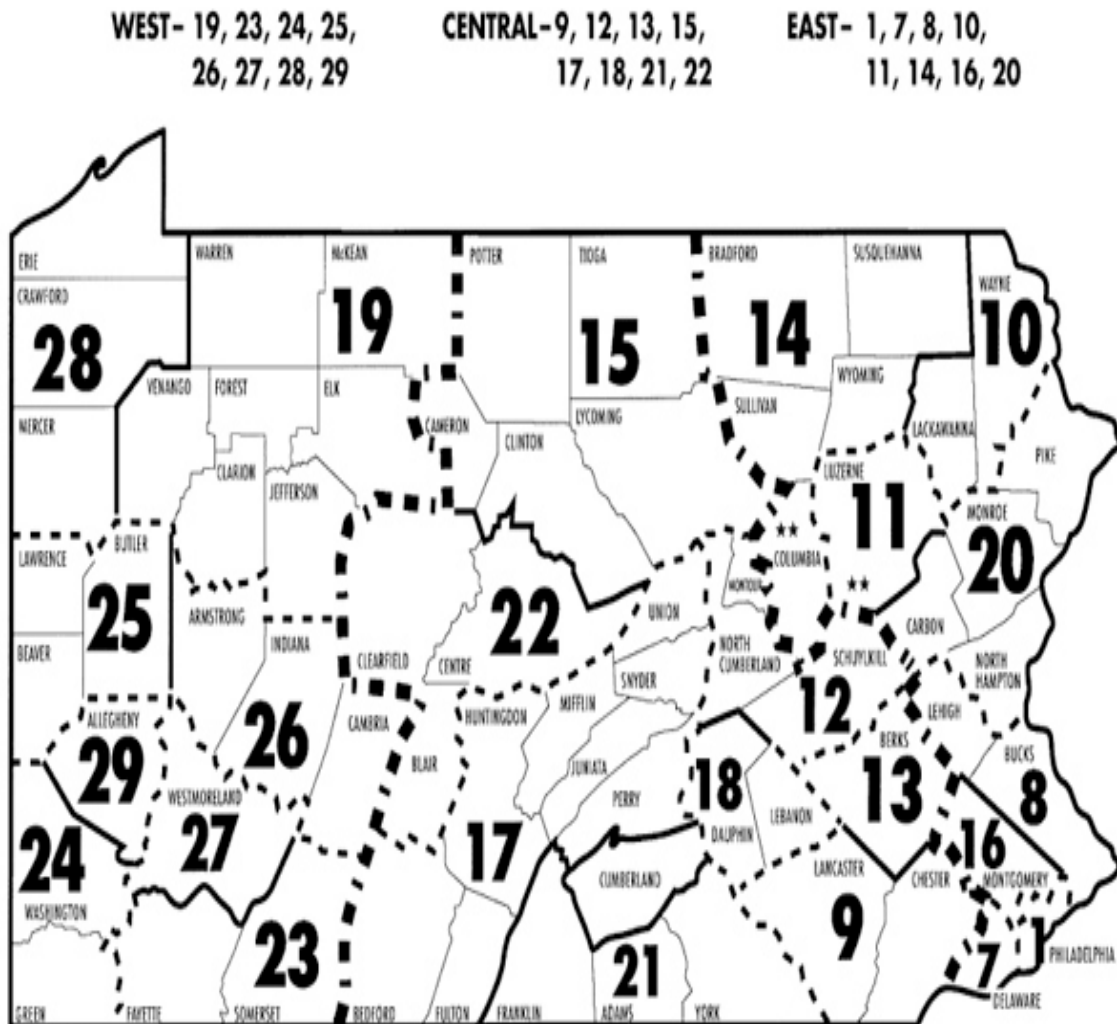 WEST- 19, 23, 24, 25,
26, 27, 28, 29
CENTRAL-9, 12, 13, 15,
17, 18, 21, 22
EAST- 1, 7, 8, 10,
11, 14, 16, 20
ERIE
CRAWFORD
28
WARREN
McKEAN
19
POTTER
TIOGA
15
BRADFORD
14
SUSQUEHANNA
WAYNE
10
MERCER
VENANGO
FOREST
ELK
CAMERON
CLINTON
LYCOMING
SULLIVAN
WYOMING
LACKAWANNA
PIKE
CLARION
JEFFERSON
LUZERNE
11
MONROE
20
LAWRENCE
BUTLER
25
ARMSTRONG
INDIANA
CLEARFIELD
CENTRE
22
UNION
MONTOUR
★★
COLUMBIA
★★
CARBON
BEAVER
SNYDER
NORTH
CUMBERLAND
SCHUYLKILL
12
NORTH
HAMPTON
LEHIGH
ALLEGHENY
29
26
CAMBRIA
BLAIR
HUNTINGDON
MIFFLIN
JUNIATA
PERRY
18
DAUPHIN
LEBANON
BERKS
13
BUCKS
8
WESTMORELAND
27
17
CUMBERLAND
LANCASTER
9
CHESTER
16
MONTGOMERY
24
WASHINGTON
23
21
7
1
PHILADELPHIA
DELAWARE
GREEN
FAYETTE
SOMERSET
BEDFORD
FULTON
FRANKLIN
ADAMS
YORK